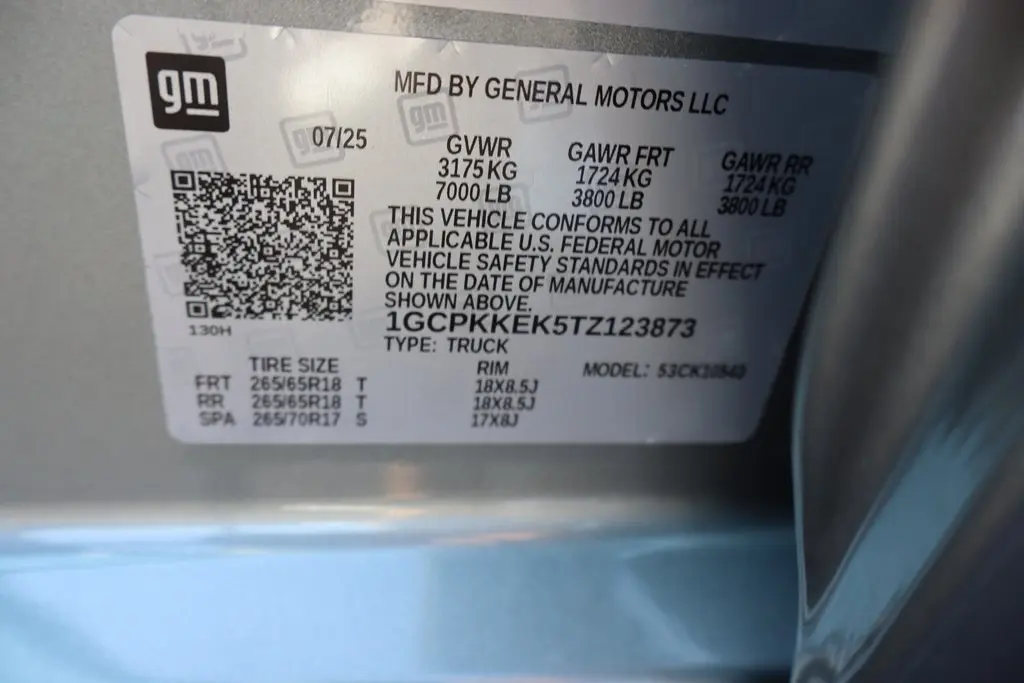 gm
MFD BY GENERAL MOTORS LLC
07/25
GVWR GAWR FRT GAWR RR
3175 KG 1724 KG 1724 KG
7000 LB 3800 LB 3800 LB
THIS VEHICLE CONFORMS TO ALL
APPLICABLE U.S. FEDERAL MOTOR
VEHICLE SAFETY STANDARDS IN EFFECT
ON THE DATE OF MANUFACTURE
SHOWN ABOVE.
130H
1GCPKKEK5TZ123873
TYPE: TRUCK
TIRE SIZE RIM MODEL:
FRT 265/65R18 T 18X8.5J
RR 265/65R18 T 18X8.5J
SPA 265/70R17 S 17X8J